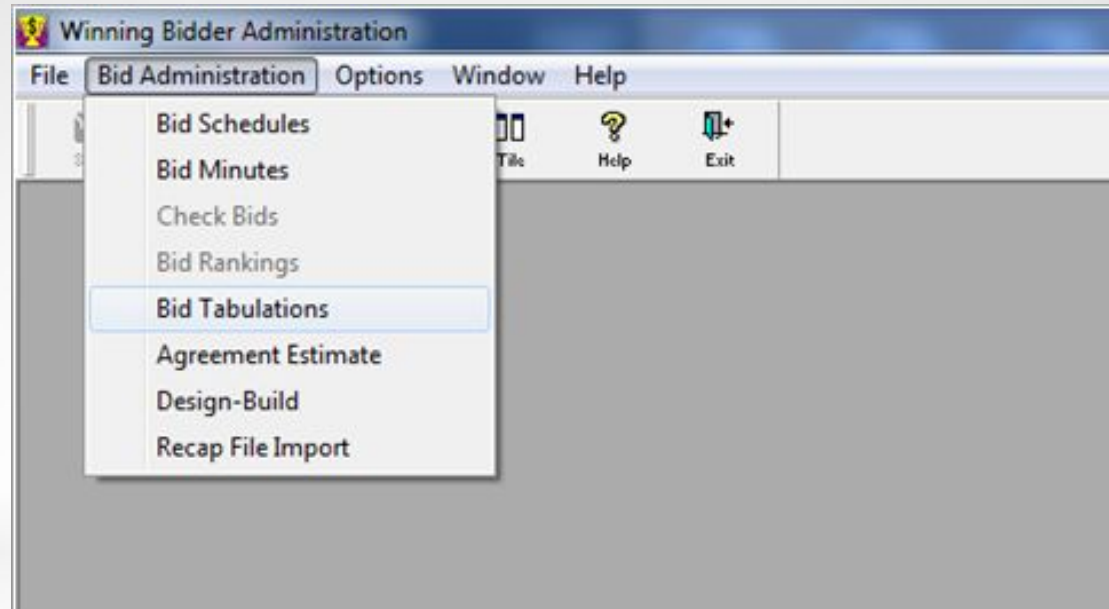 Winning Bidder Administration
File Bid Administration Options Window Help
Tile Help Exit
Bid Schedules
Bid Minutes
Check Bids
Bid Rankings
Bid Tabulations
Agreement Estimate
Design-Build
Recap File Import